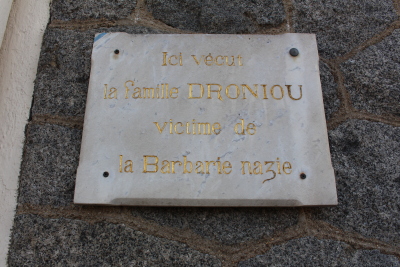 Ici vécut
la famille DRONIOU
victime de
la Barbarie nazie